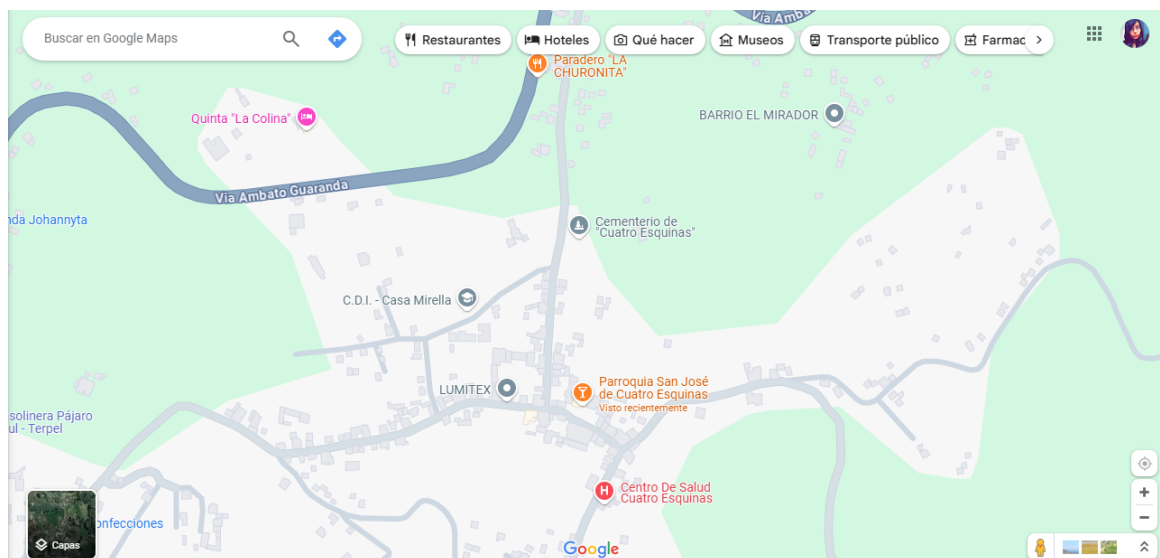 Via Ambato
Buscar en Google Maps
Restaurantes
Hoteles
Qué hacer
Museos
Transporte público
Farmac
Paradero "LA
CHURONITA"
Quinta "La Colina"
BARRIO EL MIRADOR
Via Ambato Guaranda
nda Johannyta
Cementerio de
"Cuatro Esquinas"
C.D.I. - Casa Mirella
LUMITEX
Parroquia San José
de Cuatro Esquinas
Visto recientemente
asolinera Pájaro
ul - Terpel
Centro De Salud
Cuatro Esquinas
onfecciones
Capas
Google